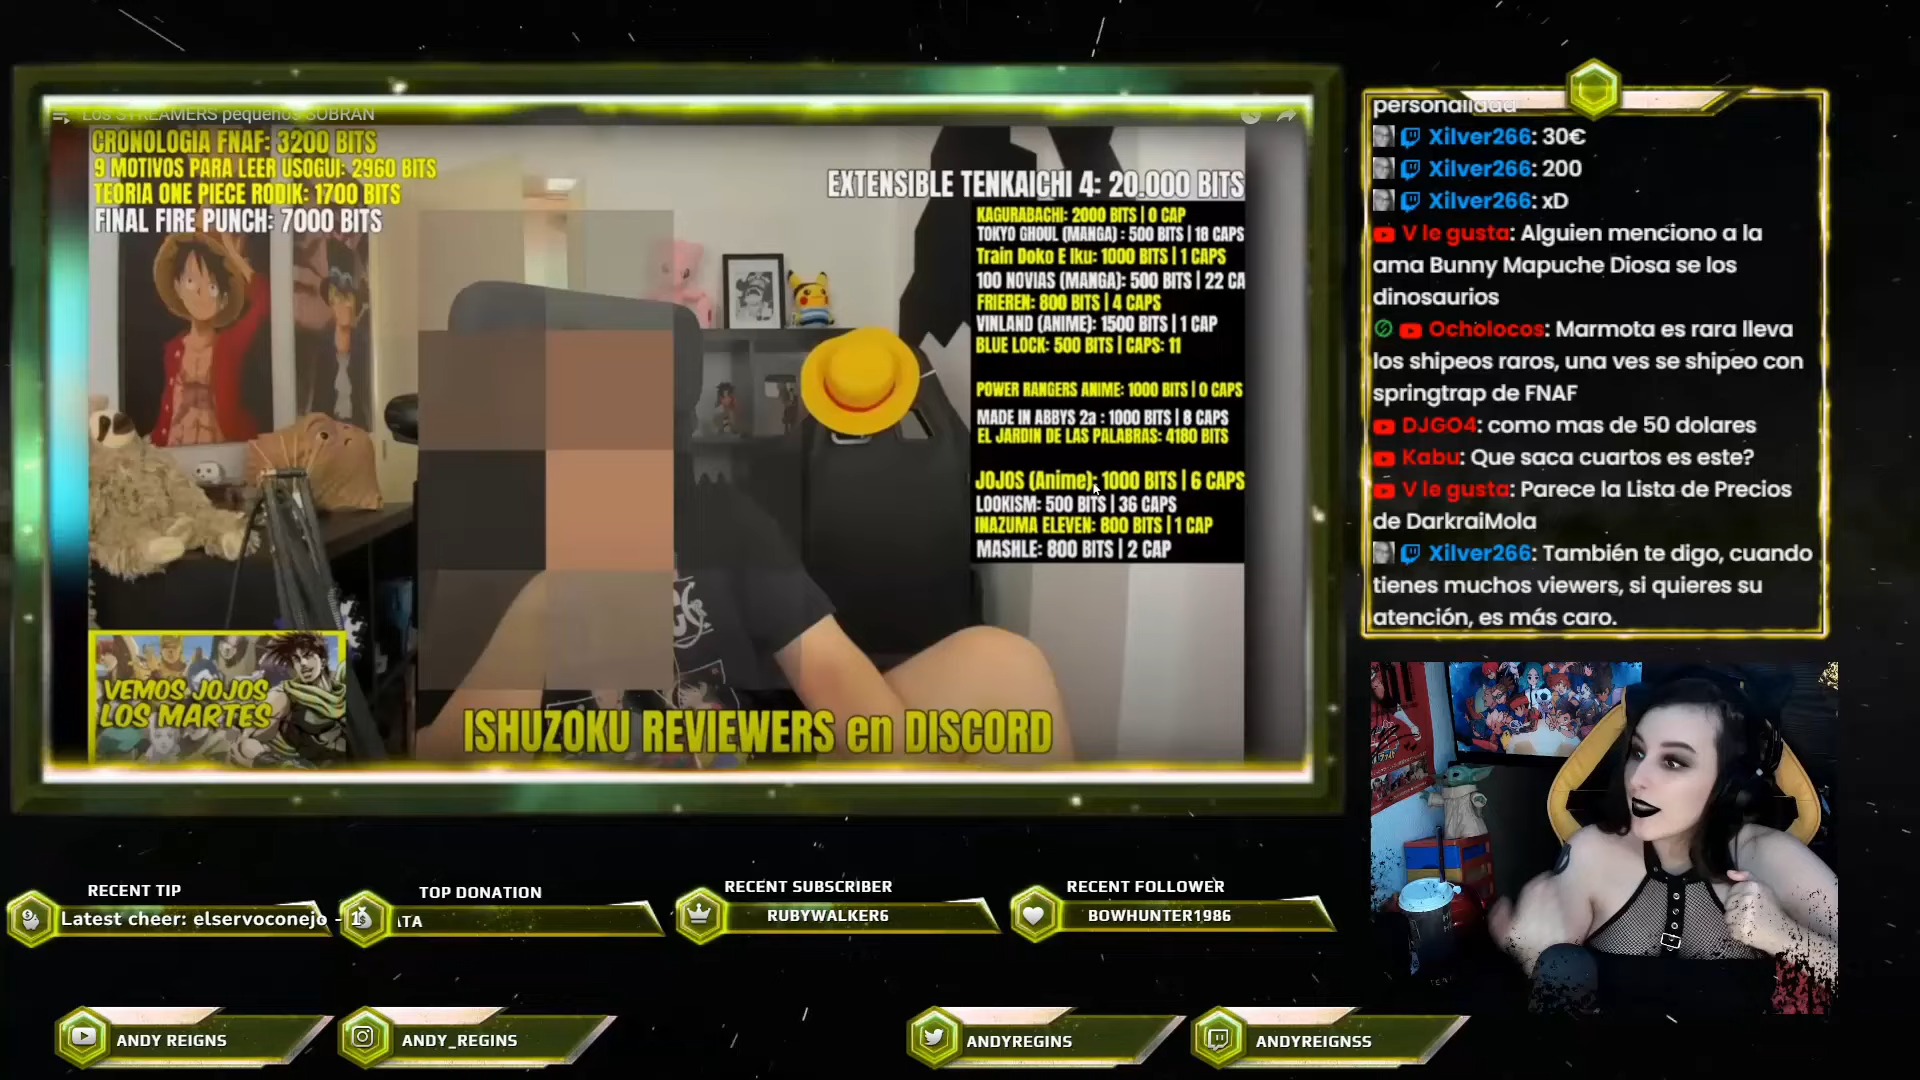 Los STREAMERS pequeños SOBRAN
CRONOLOGIA FNAF: 3200 BITS
9 MOTIVOS PARA LEER USOGUI: 2960 BITS
TEORIA ONE PIECE RODIK: 1700 BITS
FINAL FIRE PUNCH: 7000 BITS
EXTENSIBLE TENKAICHI 4: 20.000 BITS
KAGURABACHI: 2000 BITS | 0 CAP
TOKYO GHOUL (MANGA) : 500 BITS | 18 CAPS
Train Doko E Iku: 1000 BITS | 1 CAPS
100 NOVIAS (MANGA): 500 BITS | 22 CA
FRIEREN: 800 BITS | 4 CAPS
VINLAND (ANIME): 1500 BITS | 1 CAP
BLUE LOCK: 500 BITS | CAPS: 11
POWER RANGERS ANIME: 1000 BITS | 0 CAPS
MADE IN ABBYS 2a : 1000 BITS | 8 CAPS
EL JARDIN DE LAS PALABRAS: 4180 BITS
JOJOS (Anime): 1000 BITS | 6 CAPS
LOOKISM: 500 BITS | 36 CAPS
INAZUMA ELEVEN: 800 BITS | 1 CAP
MASHLE: 800 BITS | 2 CAP
VEMOS JOJOS
LOS MARTES
ISHUZOKU REVIEWERS en DISCORD
personalidad
Xilver266: 30€
Xilver266: 200
Xilver266: xD
V le gusta: Alguien menciono a la
ama Bunny Mapuche Diosa se los
dinosaurios
Ocholocos: Marmota es rara lleva
los shipeos raros, una ves se shipeo con
springtrap de FNAF
DJGO4: como mas de 50 dolares
Kabu: Que saca cuartos es este?
V le gusta: Parece la Lista de Precios
de DarkraiMola
Xilver266: También te digo, cuando
tienes muchos viewers, si quieres su
atención, es más caro.
RECENT TIP
Latest cheer: elservoconejo - 1
TOP DONATION
ATA
RECENT SUBSCRIBER
RUBYWALKER6
RECENT FOLLOWER
BOWHUNTER1986
ANDY REIGNS
ANDY_REGINS
ANDYREGINS
ANDYREIGNSS